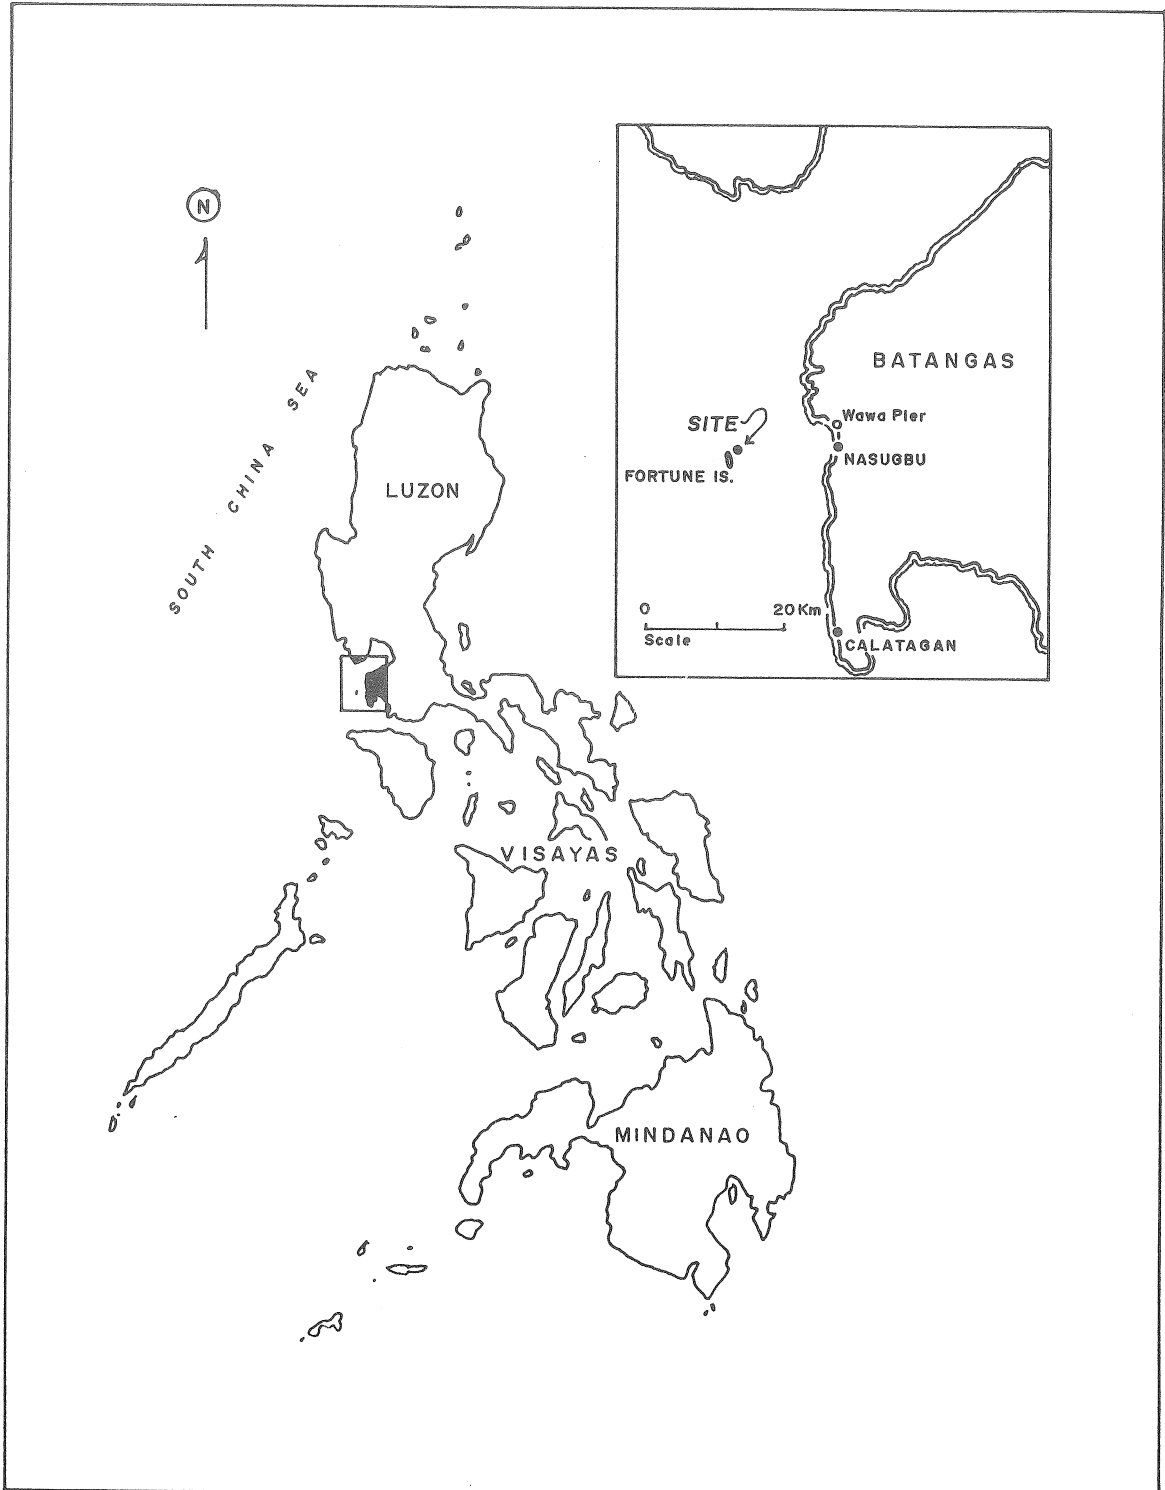 N
SOUTH CHINA SEA
LUZON
VISAYAS
MINDANAO
BATANGAS
Wawa Pier
SITE
NASUGBU
FORTUNE IS.
0 20 Km
Scale
CALATAGAN